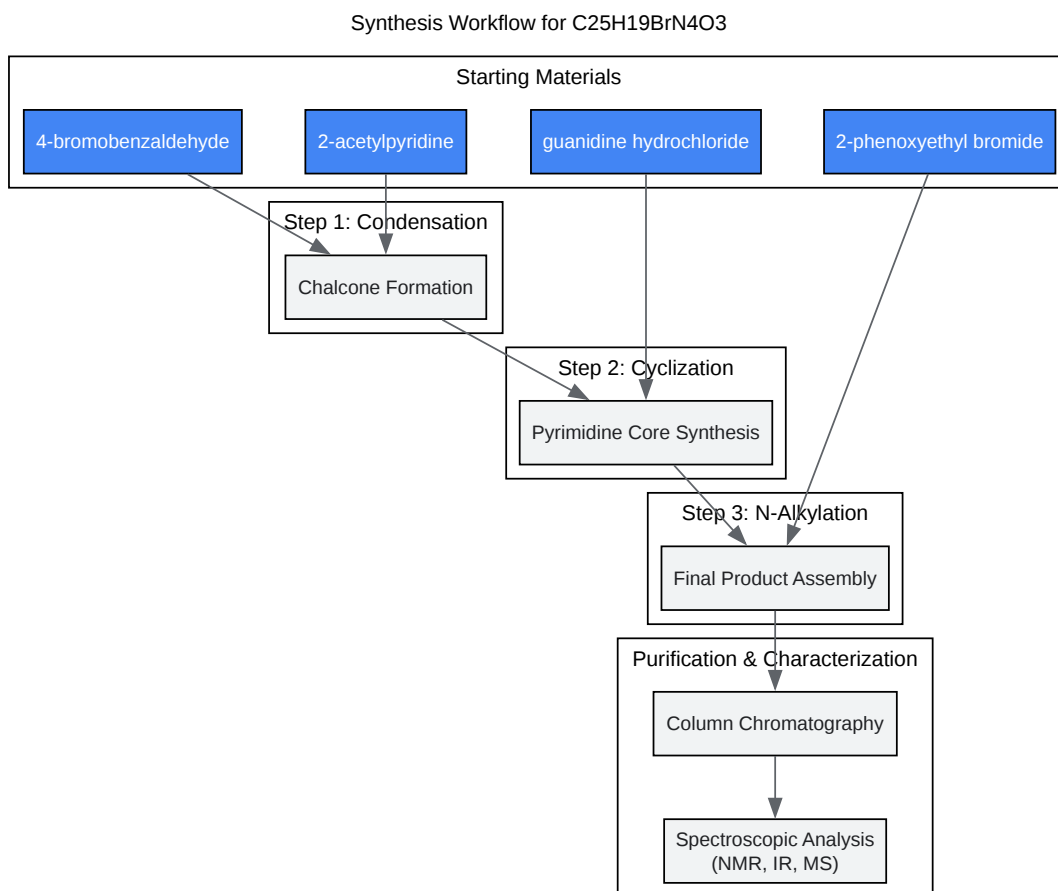 Synthesis Workflow for C25H19BrN4O3
Starting Materials
4-bromobenzaldehyde
2-acetylpyridine
guanidine hydrochloride
2-phenoxyethyl bromide
Step 1: Condensation
Chalcone Formation
Step 2: Cyclization
Pyrimidine Core Synthesis
Step 3: N-Alkylation
Final Product Assembly
Purification & Characterization
Column Chromatography
Spectroscopic Analysis
(NMR, IR, MS)